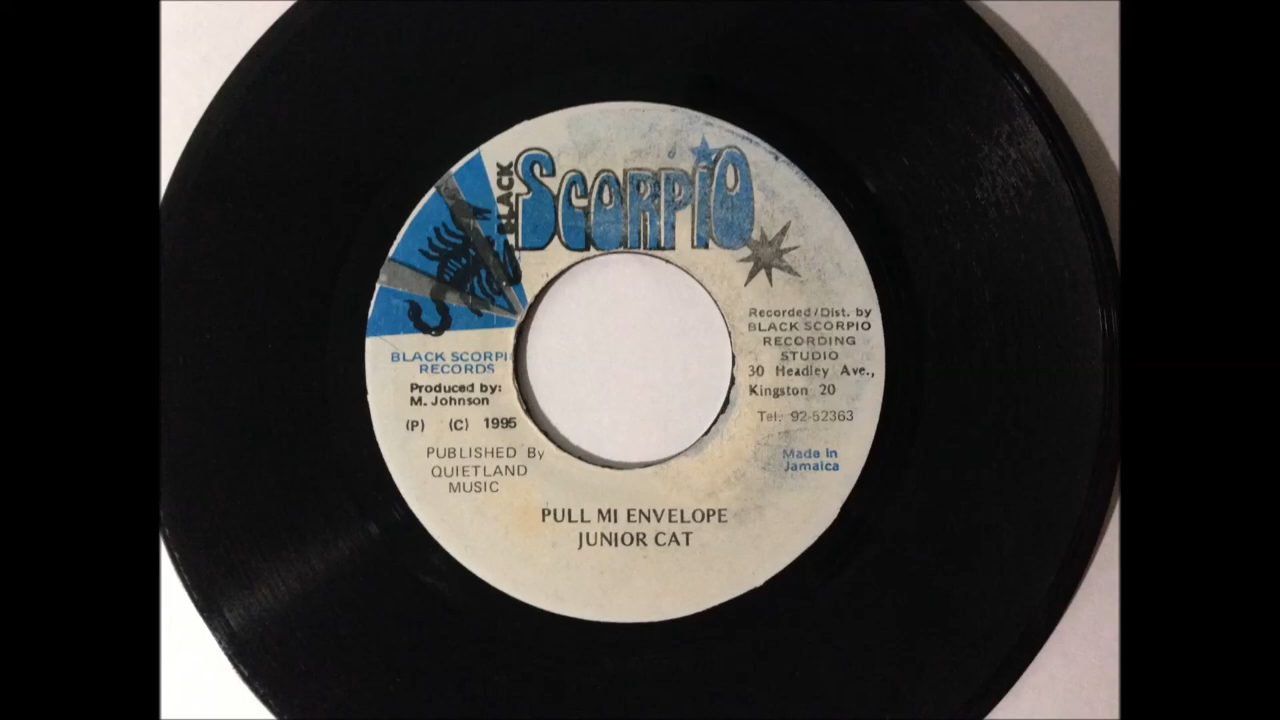 BLACK
SCORPIO
BLACK SCORPI
RECORDS
Produced by:
M. Johnson
(P) (C) 1995
PUBLISHED By
QUIETLAND
MUSIC
Recorded/Dist. by
BLACK SCORPIO
RECORDING
STUDIO
30 Headley Ave.,
Kingston 20
Tel: 92-52363
Made in
Jamaica
PULL MI ENVELOPE
JUNIOR CAT